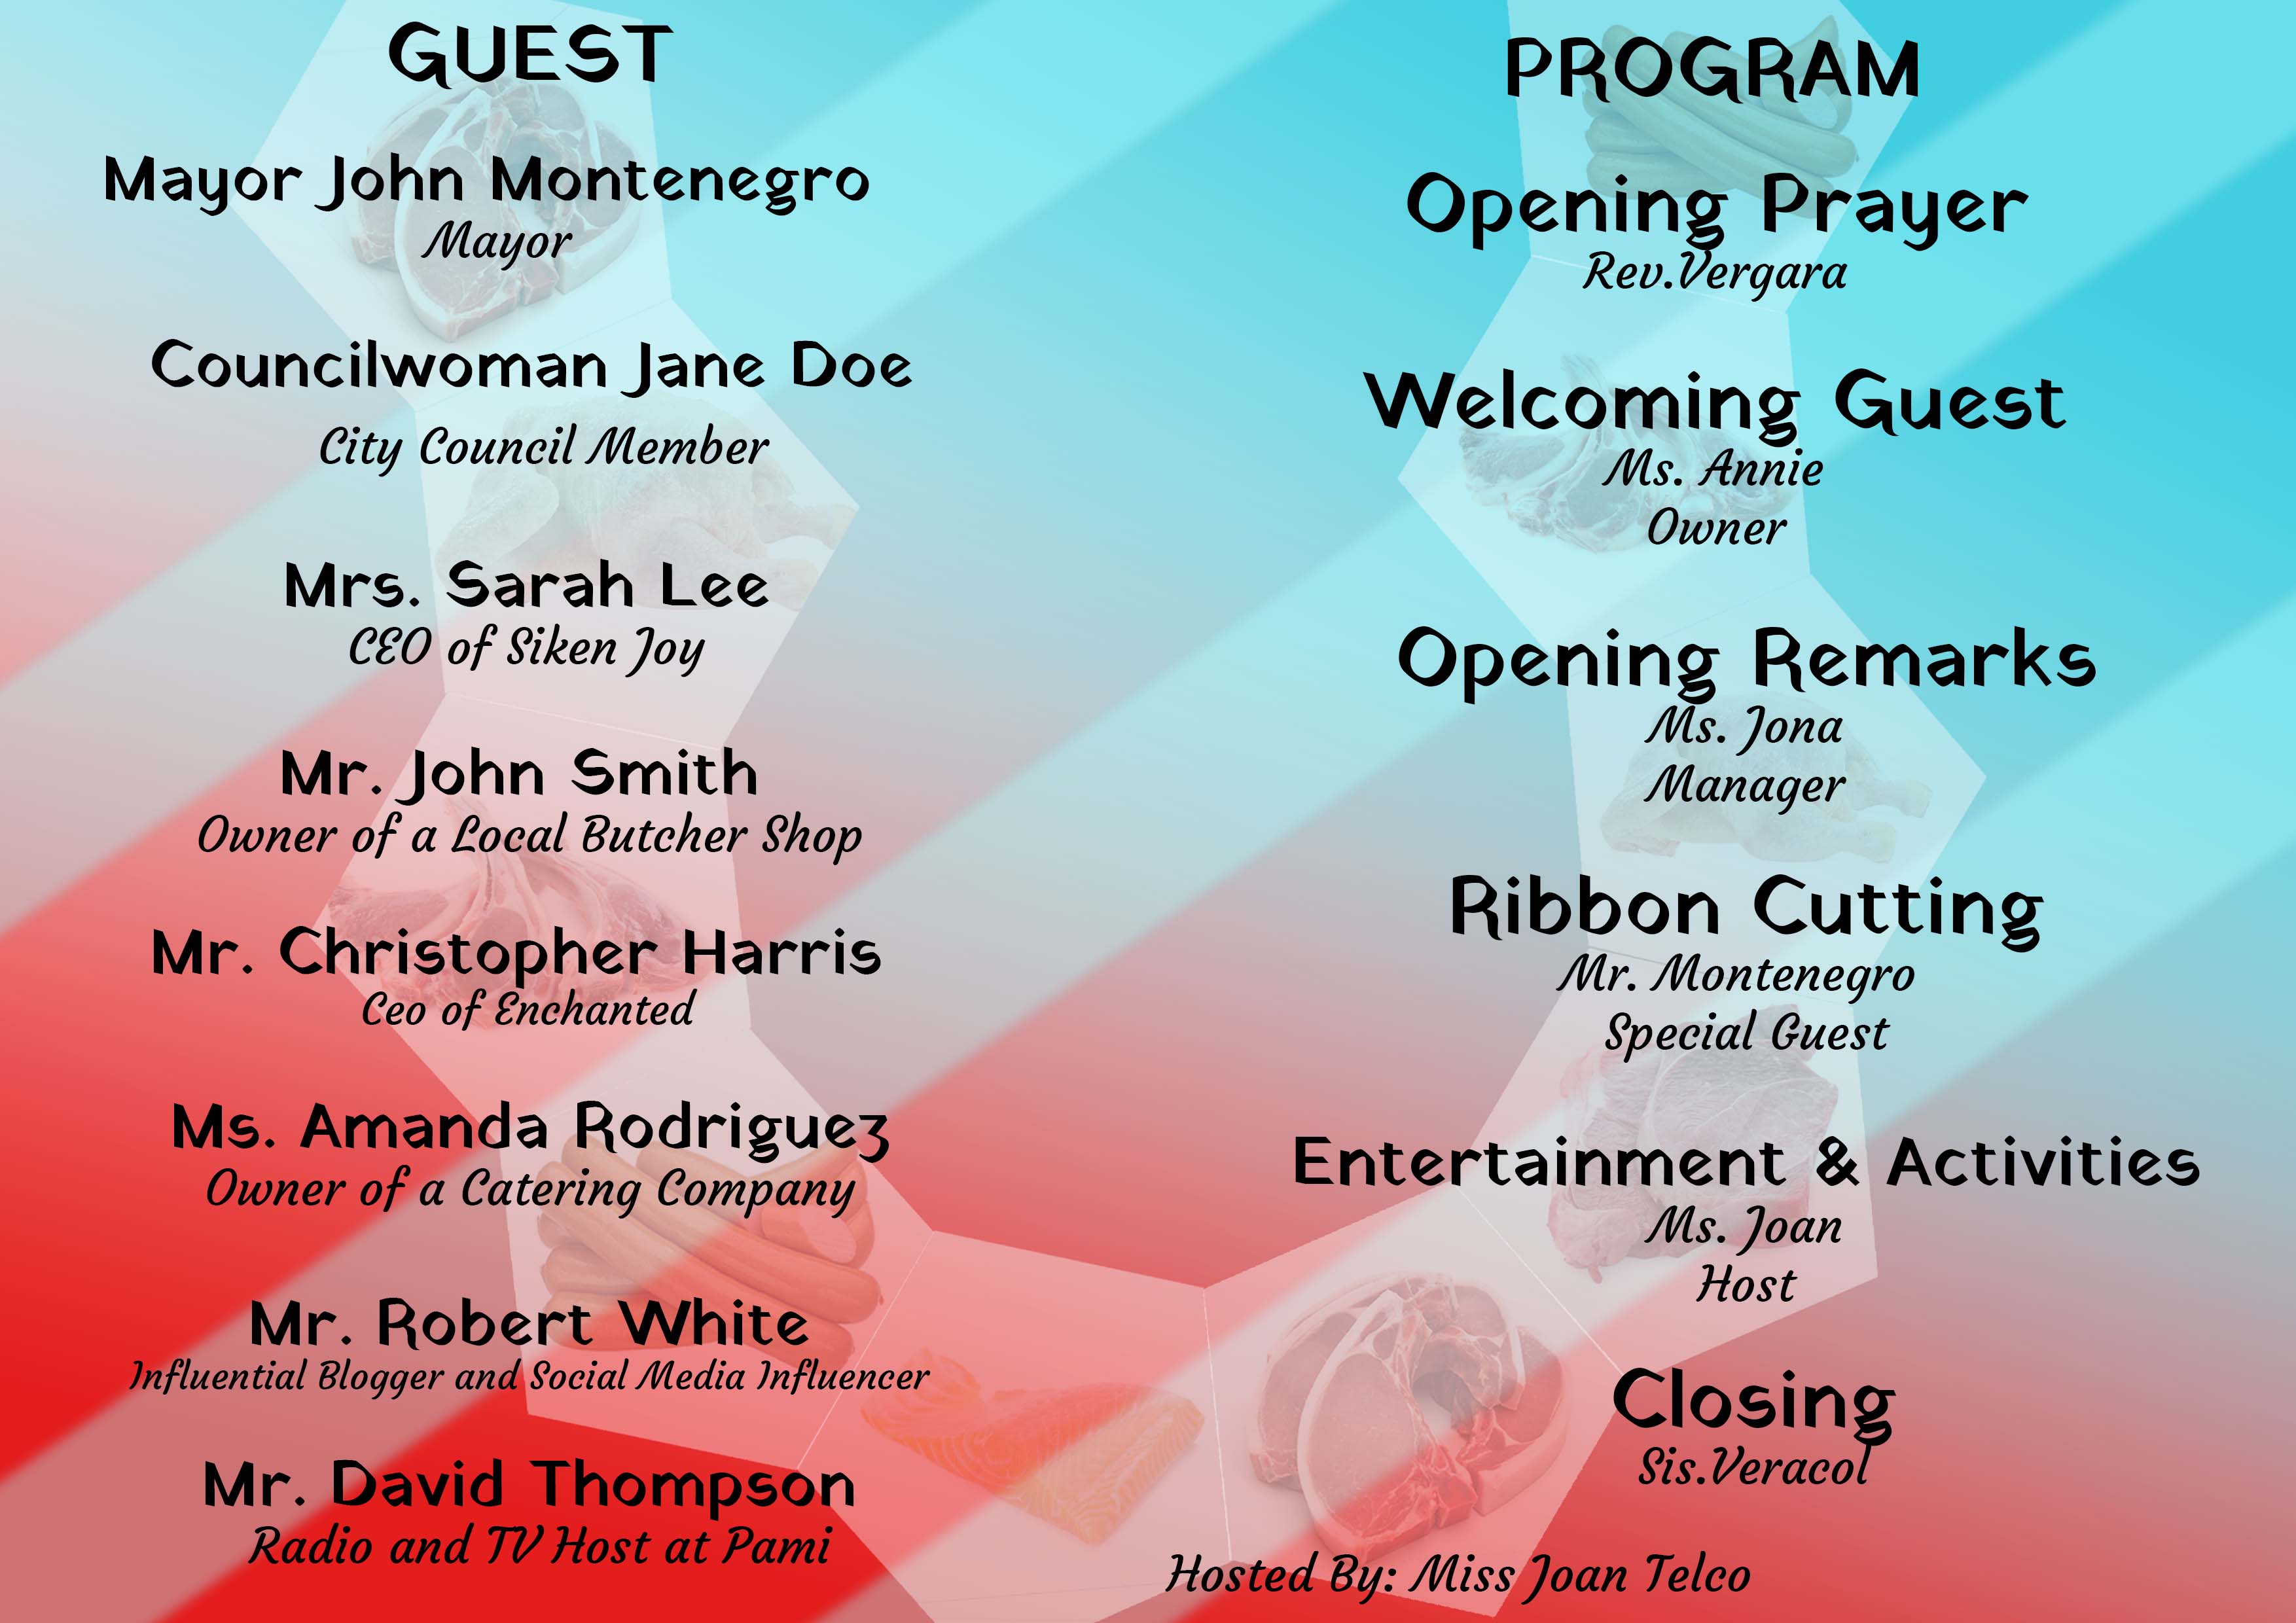 GUEST
Mayor John Montenegro
Mayor
Councilwoman Jane Doe
City Council Member
Mrs. Sarah Lee
CEO of Siken Joy
Mr. John Smith
Owner of a Local Butcher Shop
Mr. Christopher Harris
Ceo of Enchanted
Ms. Amanda Rodriguez
Owner of a Catering Company
Mr. Robert White
Influential Blogger and Social Media Influencer
Mr. David Thompson
Radio and TV Host at Pami
PROGRAM
Opening Prayer
Rev.Vergara
Welcoming Guest
Ms. Annie
Owner
Opening Remarks
Ms. Jona
Manager
Ribbon Cutting
Mr. Montenegro
Special Guest
Entertainment & Activities
Ms. Joan
Host
Closing
Sis.Veracol
Hosted By: Miss Joan Telco